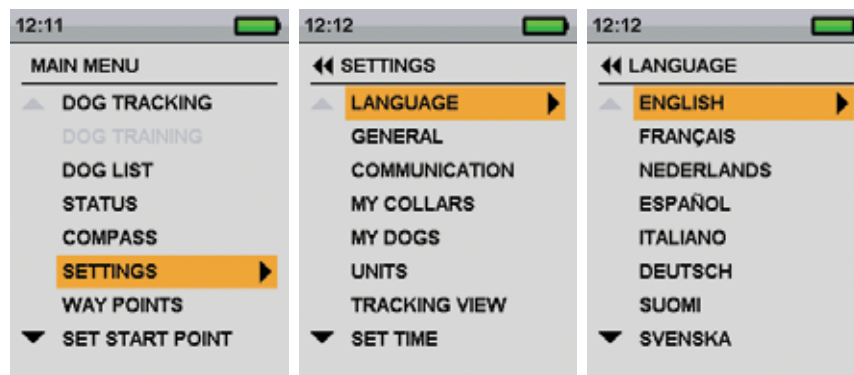 12:11
MAIN MENU
DOG TRACKING
DOG TRAINING
DOG LIST
STATUS
COMPASS
SETTINGS
WAY POINTS
SET START POINT
12:12
SETTINGS
LANGUAGE
GENERAL
COMMUNICATION
MY COLLARS
MY DOGS
UNITS
TRACKING VIEW
SET TIME
12:12
LANGUAGE
ENGLISH
FRANÇAIS
NEDERLANDS
ESPAÑOL
ITALIANO
DEUTSCH
SUOMI
SVENSKA